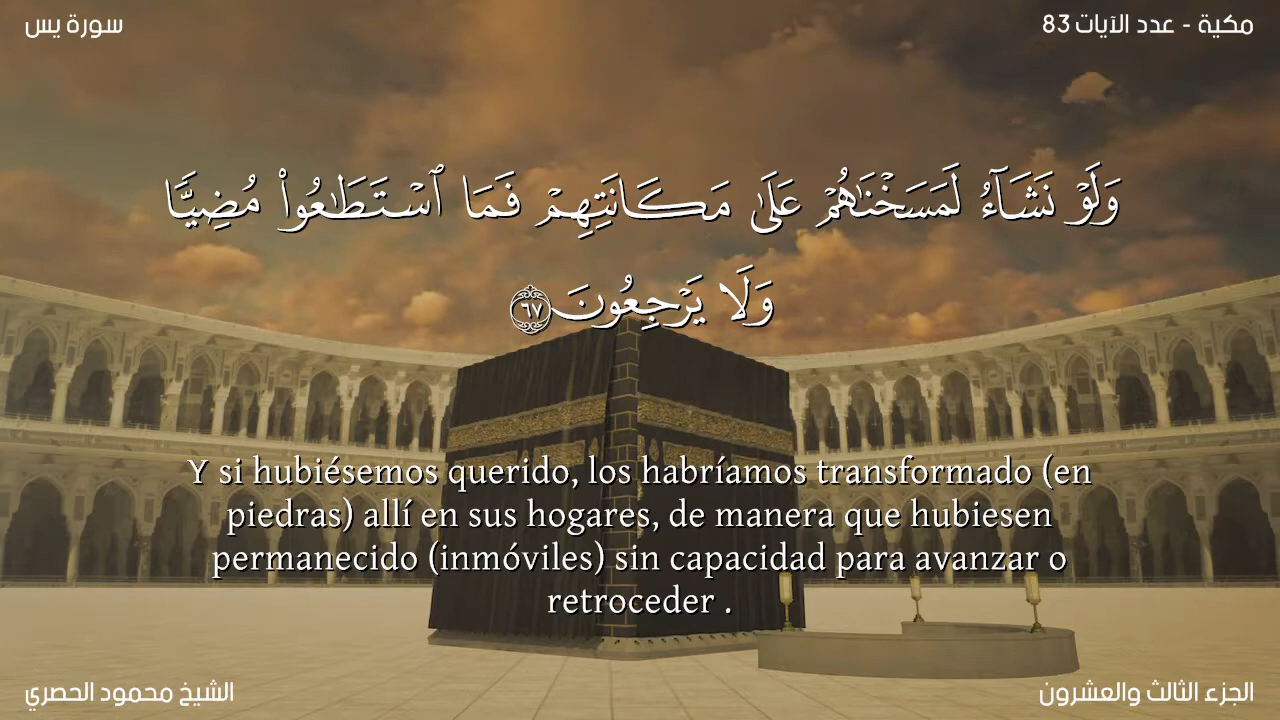 سورة يس
مكية - عدد الآيات 83
وَلَوْ نَشَآءُ لَمَسَخْنَٰهُمْ عَلَىٰ مَكَانَتِهِمْ فَمَا ٱسْتَطَٰعُوا۟ مُضِيًّا
وَلَا يَرْجِعُونَ ٦٧
Y si hubiésemos querido, los habríamos transformado (en
piedras) allí en sus hogares, de manera que hubiesen
permanecido (inmóviles) sin capacidad para avanzar o
retroceder .
الشيخ محمود الحصري
الجزء الثالث والعشرون